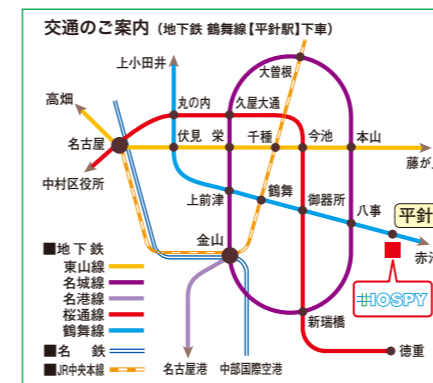 交通のご案内（地下鉄 鶴舞線【平針駅】下車）
上小田井
大曽根
高畑
丸の内
久屋大通
名古屋
伏見
栄
千種
今池
本山
藤が
中村区役所
上前津
鶴舞
御器所
八事
平針
金山
赤
■地下鉄
東山線
名城線
名港線
桜通線
鶴舞線
HOSPY
新瑞橋
■名 鉄
■JR中央本線
名古屋港
中部国際空港
徳重